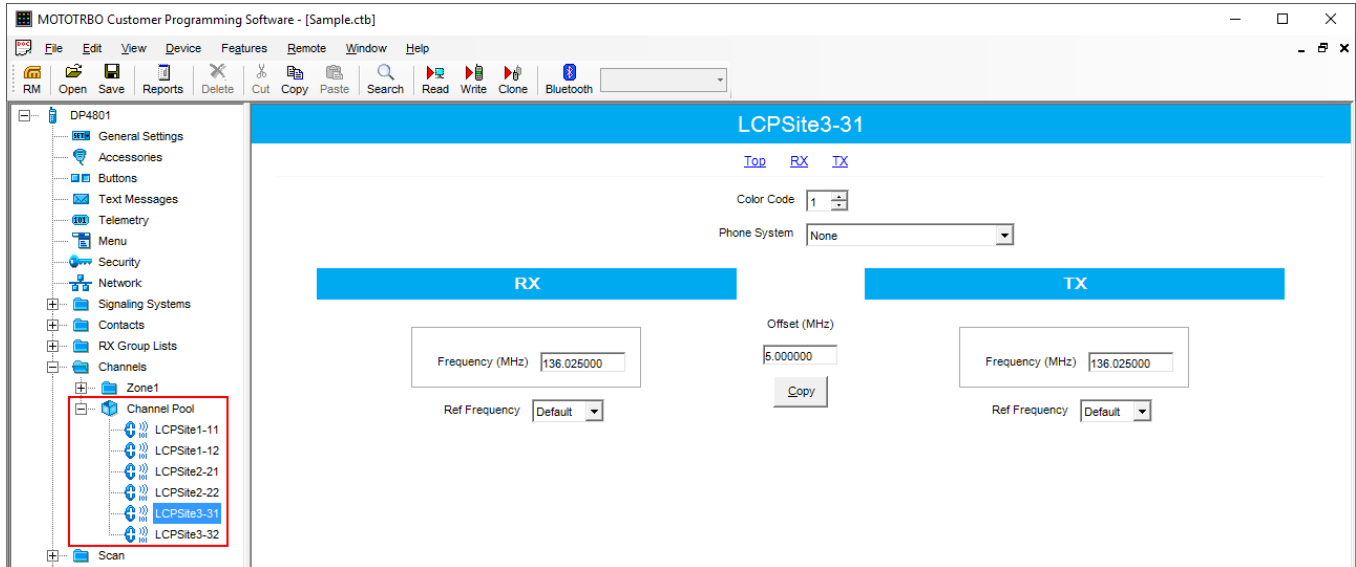 MOTOTRBO Customer Programming Software - [Sample.ctb]
File Edit View Device Features Remote Window Help
RM Open Save Reports Delete Cut Copy Paste Search Read Write Clone Bluetooth
DP4801
General Settings
Accessories
Buttons
Text Messages
Telemetry
Menu
Security
Network
Signaling Systems
Contacts
RX Group Lists
Channels
Zone1
Channel Pool
LCPSite1-11
LCPSite1-12
LCPSite2-21
LCPSite2-22
LCPSite3-31
LCPSite3-32
Scan
LCPSite3-31
Top RX TX
Color Code 1
Phone System None
RX
Frequency (MHz) 136.025000
Ref Frequency Default
Offset (MHz)
5.000000
Copy
TX
Frequency (MHz) 136.025000
Ref Frequency Default